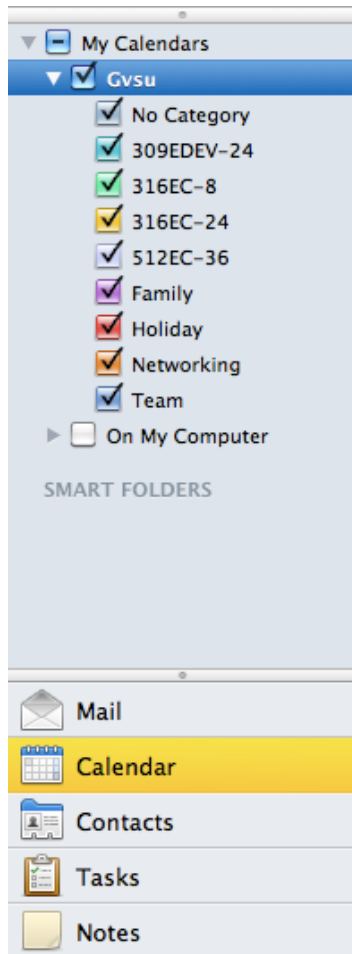 My Calendars
Gvsu
No Category
309EDEV-24
316EC-8
316EC-24
512EC-36
Family
Holiday
Networking
Team
On My Computer
SMART FOLDERS
Mail
Calendar
Contacts
Tasks
Notes